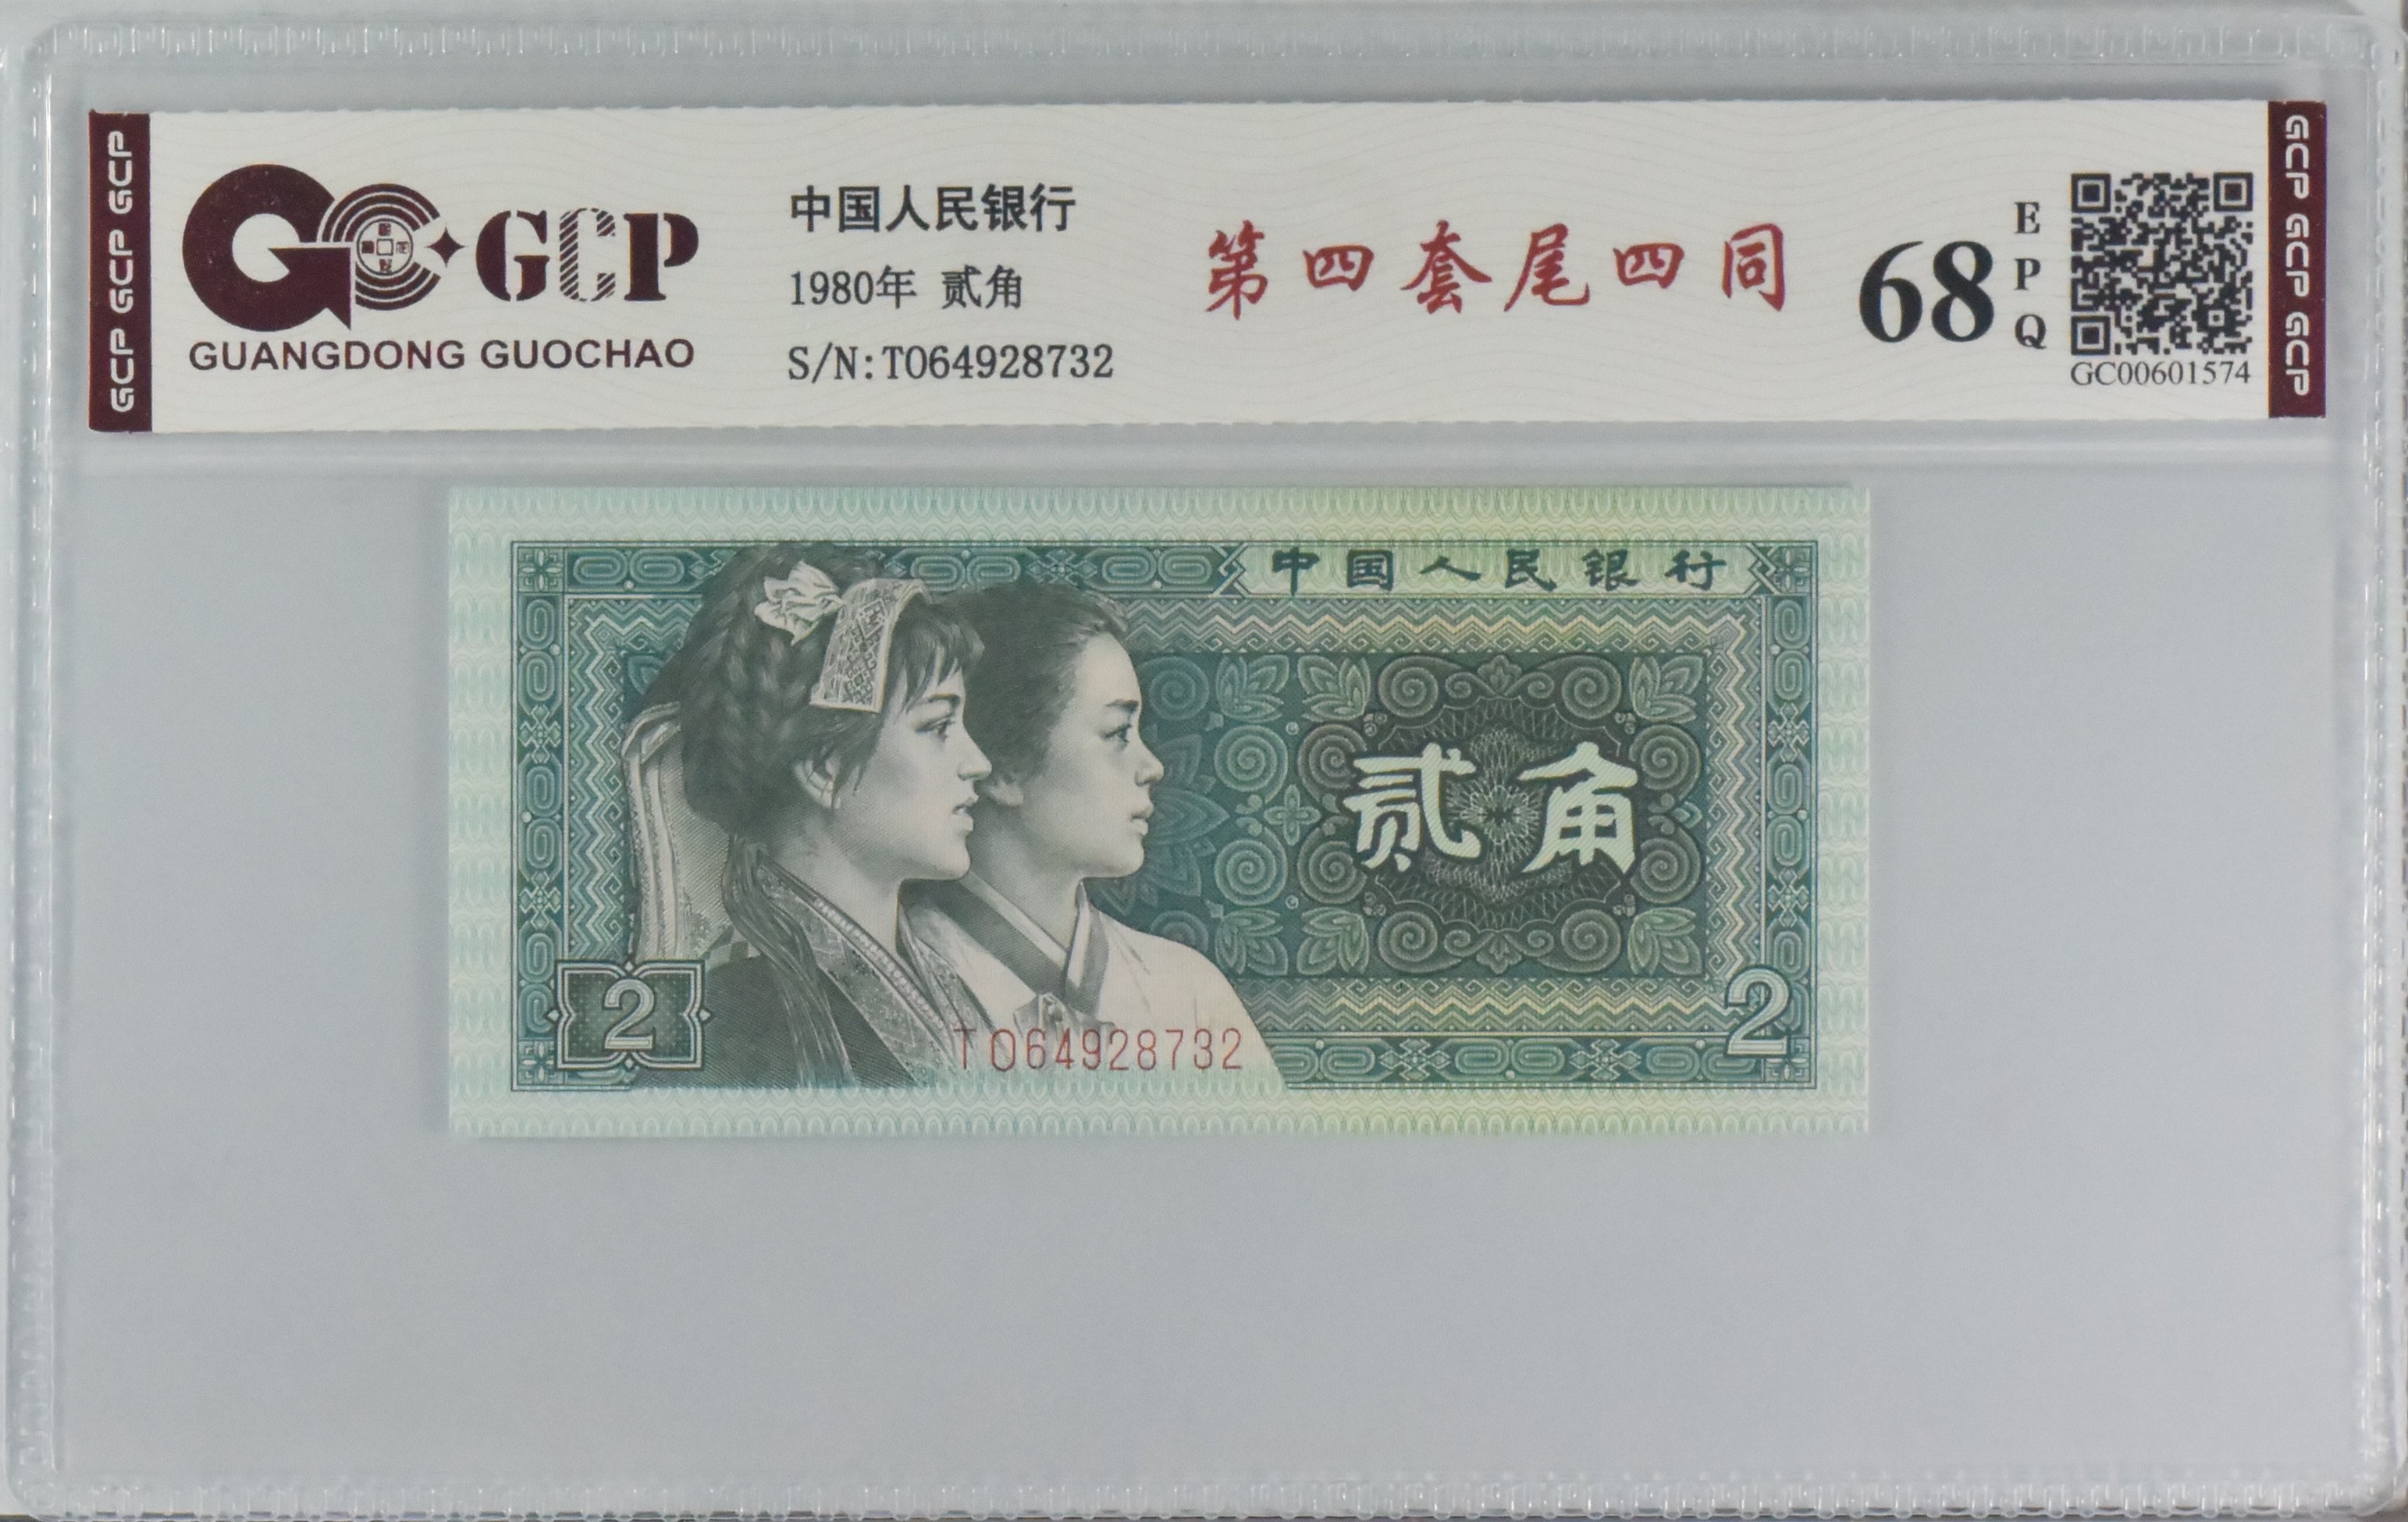 GCP GCP GCP
GCP
GUANGDONG GUOCHAO
中国人民银行
1980年 贰角
S/N:TO64928732
第四套尾四同
68
EPQ
GC00601574
GCP GCP GCP
中国人民银行
贰角
2
2
TO64928732